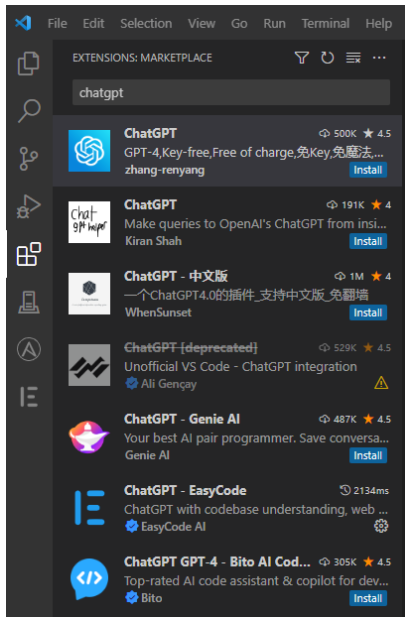 File Edit Selection View Go Run Terminal Help
EXTENSIONS: MARKETPLACE
chatgpt
ChatGPT 500K 4.5
GPT-4,Key-free,Free of charge,免Key,免魔法,...
zhang-renyang Install
Chat
gpt helper
ChatGPT 191K 4
Make queries to OpenAI's ChatGPT from insi...
Kiran Shah Install
ChatGPT - 中文版 1M 4
一个ChatGPT4.0的插件_支持中文版_免翻墙
WhenSunset Install
ChatGPT [deprecated] 529K 4.5
Unofficial VS Code - ChatGPT integration
Ali Gençay
ChatGPT - Genie AI 487K 4.5
Your best AI pair programmer. Save conversa...
Genie AI Install
ChatGPT - EasyCode 2134ms
ChatGPT with codebase understanding, web ...
EasyCode AI
ChatGPT GPT-4 - Bito AI Cod... 305K 4.5
Top-rated AI code assistant & copilot for dev...
Bito Install